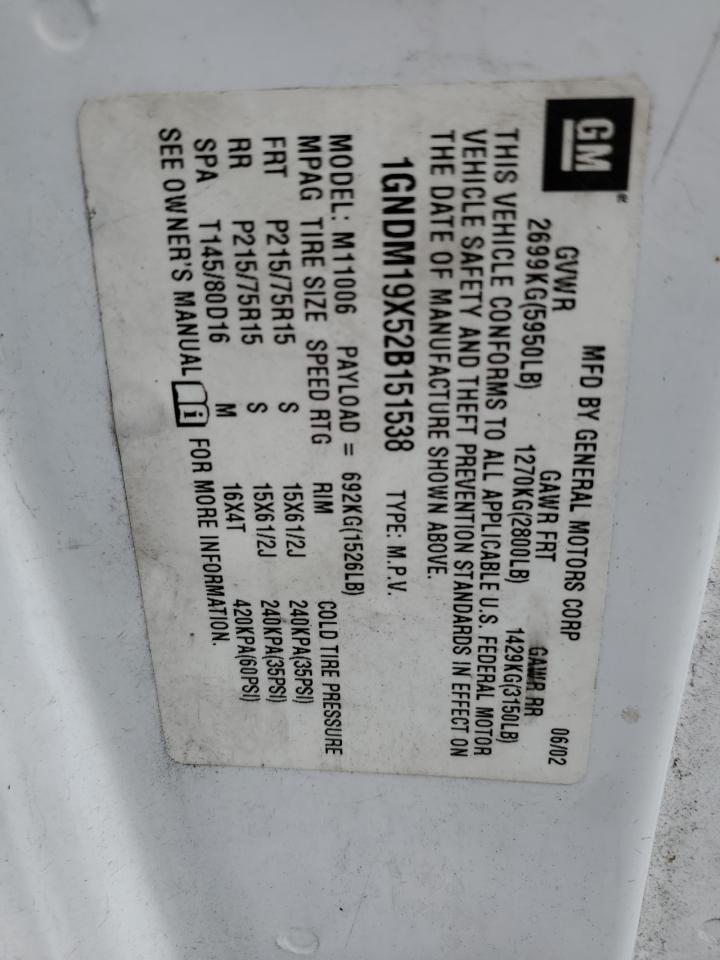 GM
MFD BY GENERAL MOTORS CORP 06/02
GVWR GAWR FRT GAWR RR
2699KG(5950LB) 1270KG(2800LB) 1429KG(3150LB)
THIS VEHICLE CONFORMS TO ALL APPLICABLE U.S. FEDERAL MOTOR
VEHICLE SAFETY AND THEFT PREVENTION STANDARDS IN EFFECT ON
THE DATE OF MANUFACTURE SHOWN ABOVE.
1GNDM19X52B151538 TYPE: M.P.V.
MODEL: M11006 PAYLOAD = 692KG(1526LB)
MPAG TIRE SIZE SPEED RTG RIM COLD TIRE PRESSURE
FRT P215/75R15 S 15X61/2J 240KPA(35PSI)
RR P215/75R15 S 15X61/2J 240KPA(35PSI)
SPA T145/80D16 M 16X4T 420KPA(60PSI)
SEE OWNER'S MANUAL FOR MORE INFORMATION.